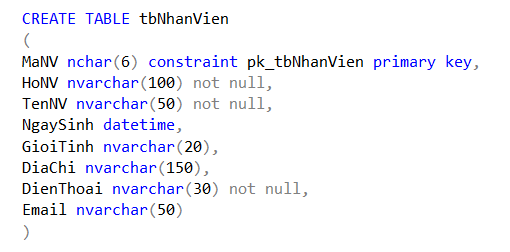 CREATE TABLE tbNhanVien
(
MaNV nchar(6) constraint pk_tbNhanVien primary key,
HoNV nvarchar(100) not null,
TenNV nvarchar(50) not null,
NgaySinh datetime,
GioiTinh nvarchar(20),
DiaChi nvarchar(150),
DienThoai nvarchar(30) not null,
Email nvarchar(50)
)